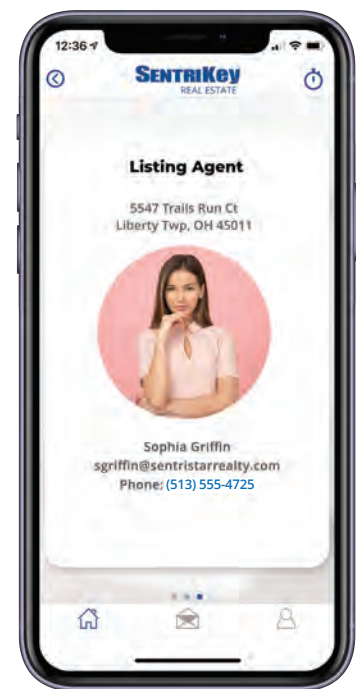 12:36
SENTRIKEY
REAL ESTATE
Listing Agent
5547 Trails Run Ct
Liberty Twp, OH 45011
Sophia Griffin
sgriffin@sentristarrealty.com
Phone: (513) 555-4725